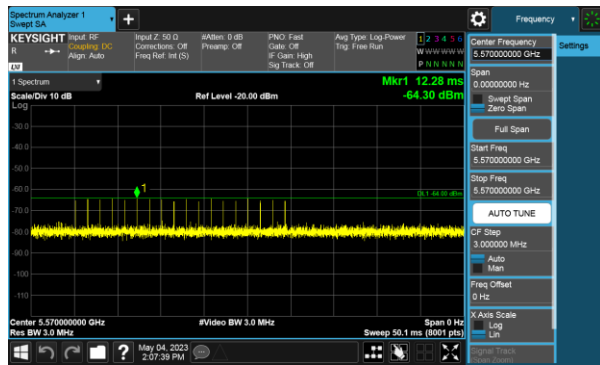 Spectrum Analyzer 1
Swept SA
Frequency
KEYSIGHT
R
LXI
Input: RF
Coupling: DC
Align: Auto
Input Z: 50 Ω
Corrections: Off
Freq Ref: Int (S)
#Atten: 0 dB
Preamp: Off
PNO: Fast
Gate: Off
IF Gain: High
Sig Track: Off
Avg Type: Log-Power
Trig: Free Run
1 2 3 4 5 6
W W W W W W
P N N N N N
1 Spectrum
Scale/Div 10 dB
Log
Ref Level -20.00 dBm
Mkr1 12.28 ms
-64.30 dBm
-30.0
-40.0
-50.0
1
DL1 -64.00 dBm
-60.0
-70.0
-80.0
-90.0
-100
-110
Center 5.570000000 GHz
Res BW 3.0 MHz
#Video BW 3.0 MHz
Span 0 Hz
Sweep 50.1 ms (8001 pts)
May 04, 2023
2:07:39 PM
Center Frequency
5.570000000 GHz
Span
0.00000000 Hz
Swept Span
Zero Span
Full Span
Start Freq
5.570000000 GHz
Stop Freq
5.570000000 GHz
AUTO TUNE
CF Step
3.000000 MHz
Auto
Man
Freq Offset
0 Hz
X Axis Scale
Log
Lin
Signal Track
(Span Zoom)
Settings